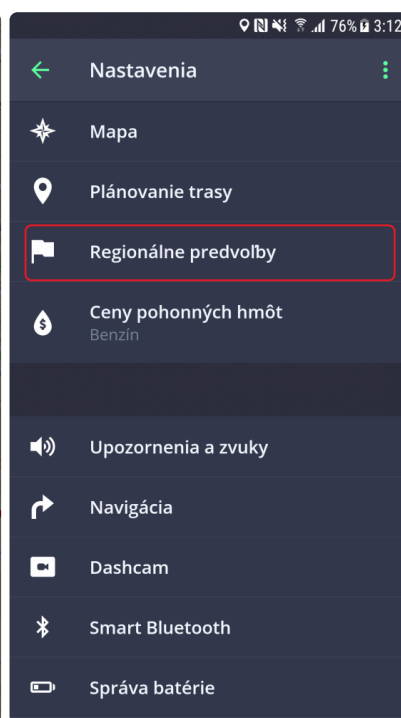 76% 3:12
Nastavenia
Mapa
Plánovanie trasy
Regionálne predvoľby
Ceny pohonných hmôt
Benzín
Upozornenia a zvuky
Navigácia
Dashcam
Smart Bluetooth
Správa batérie